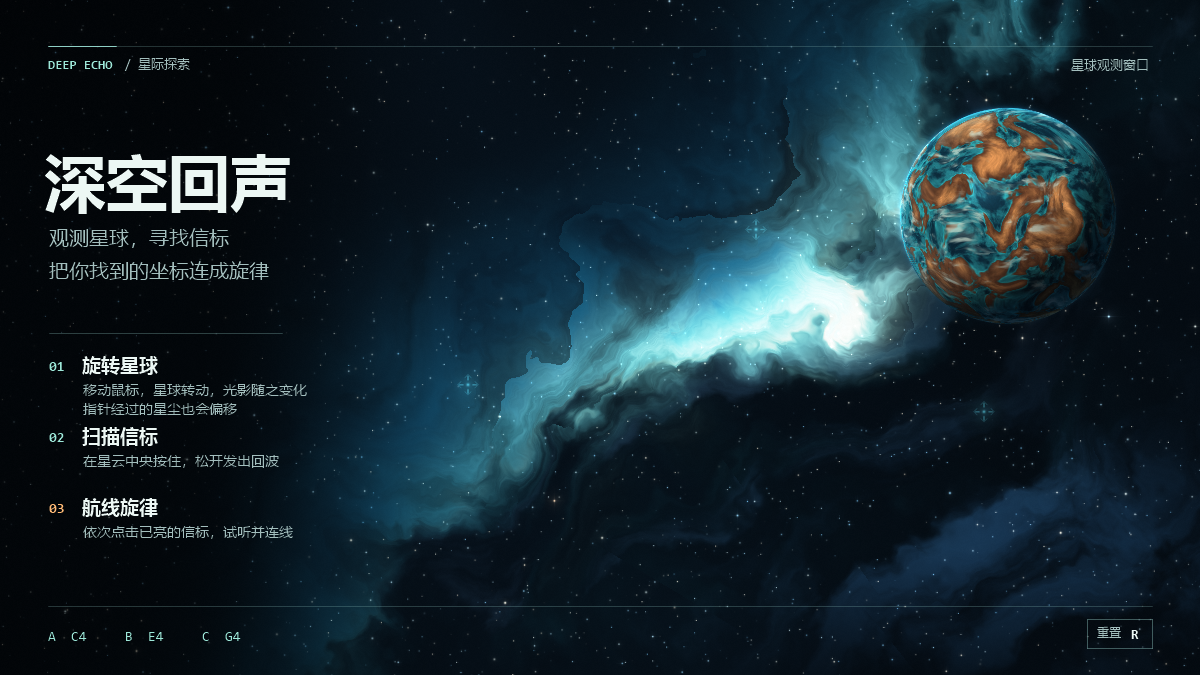 DEEP ECHO / 星际探索
星球观测窗口
深空回声
观测星球，寻找信标
把你找到的坐标连成旋律
01 旋转星球
移动鼠标，星球转动，光影随之变化
指针经过的星尘也会偏移
02 扫描信标
在星云中央按住，松开发出回波
03 航线旋律
依次点击已亮的信标，试听并连线
A C4 B E4 C G4
重置 R